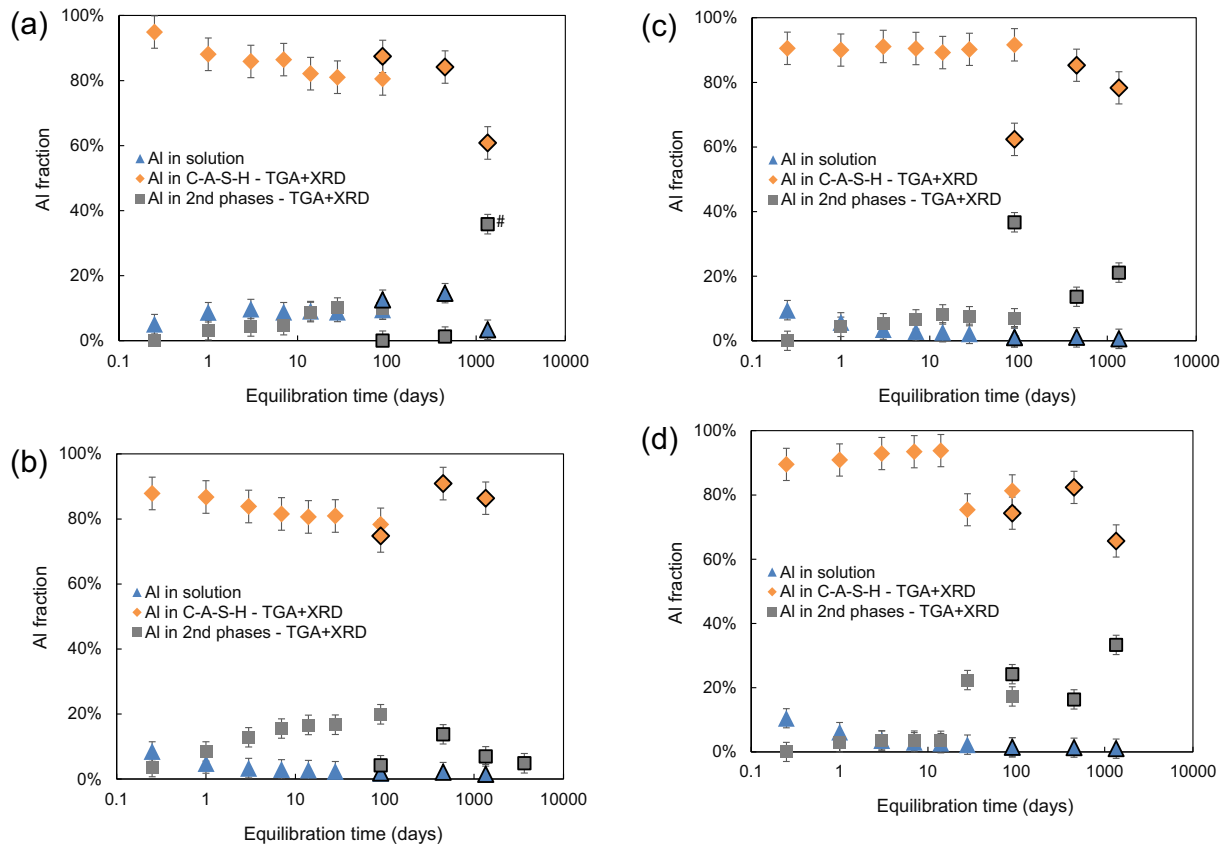 (a)
100%
80%
60%
40%
20%
0%
Al fraction
Al in solution
Al in C-A-S-H - TGA+XRD
Al in 2nd phases - TGA+XRD
#
0.1 1 10 100 1000 10000
Equilibration time (days)
(c)
100%
80%
60%
40%
20%
0%
Al fraction
Al in solution
Al in C-A-S-H - TGA+XRD
Al in 2nd phases - TGA+XRD
0.1 1 10 100 1000 10000
Equilibration time (days)
(b)
100%
80%
60%
40%
20%
0%
Al fraction
Al in solution
Al in C-A-S-H - TGA+XRD
Al in 2nd phases - TGA+XRD
0.1 1 10 100 1000 10000
Equilibration time (days)
(d)
100%
80%
60%
40%
20%
0%
Al fraction
Al in solution
Al in C-A-S-H - TGA+XRD
Al in 2nd phases - TGA+XRD
0.1 1 10 100 1000 10000
Equilibration time (days)